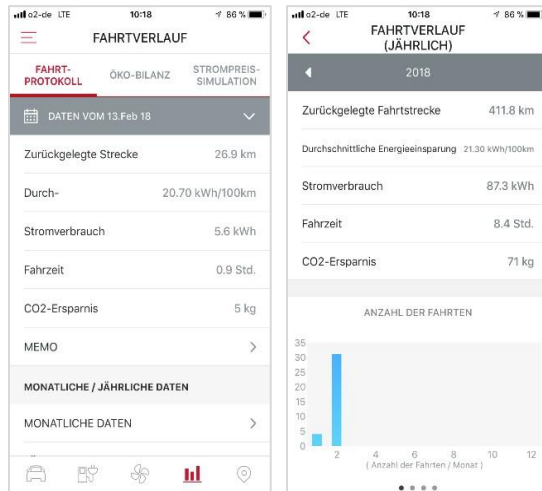 o2-de LTE 10:18 86 %
FAHRTVERLAUF
FAHRT-
PROTOKOLL
ÖKO-BILANZ
STROMPREIS-
SIMULATION
DATEN VOM 13.Feb 18
Zurückgelegte Strecke 26.9 km
Durch- 20.70 kWh/100km
Stromverbrauch 5.6 kWh
Fahrzeit 0.9 Std.
CO2-Ersparnis 5 kg
MEMO
MONATLICHE / JÄHRLICHE DATEN
MONATLICHE DATEN
o2-de LTE 10:18 86 %
FAHRTVERLAUF
(JÄHRLICH)
2018
Zurückgelegte Fahrtstrecke 411.8 km
Durchschnittliche Energieeinsparung 21.30 kWh/100km
Stromverbrauch 87.3 kWh
Fahrzeit 8.4 Std.
CO2-Ersparnis 71 kg
ANZAHL DER FAHRTEN
35
30
25
20
15
10
5
0
2 4 6 8 10 12
( Anzahl der Fahrten / Monat )